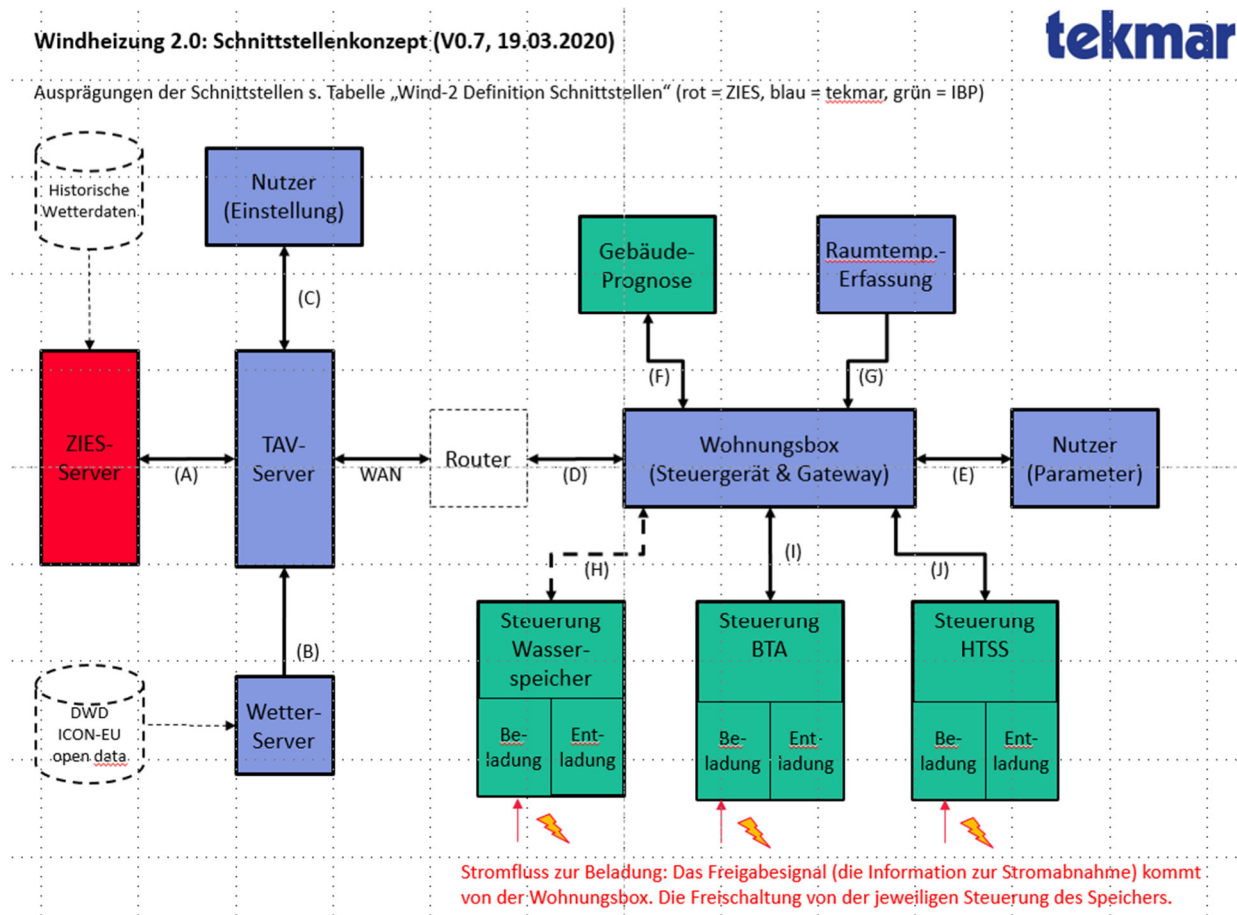 tekmar
Windheizung 2.0: Schnittstellenkonzept (V0.7, 19.03.2020)
Ausprägungen der Schnittstellen s. Tabelle „Wind-2 Definition Schnittstellen“ (rot = ZIES, blau = tekmar, grün = IBP)
Historische
Wetterdaten
Nutzer
(Einstellung)
(C)
Gebäude-
Prognose
Raumtemp.-
Erfassung
(F)
(G)
ZIES-
Server
(A)
TAV-
Server
WAN
Router
(D)
Wohnungsbox
(Steuergerät & Gateway)
(E)
Nutzer
(Parameter)
(H)
(I)
(J)
(B)
DWD
ICON-EU
open data
Wetter-
Server
Steuerung
Wasser-
speicher
Be-
ladung
Ent-
ladung
Steuerung
BTA
Be-
ladung
Ent-
ladung
Steuerung
HTSS
Be-
ladung
Ent-
ladung
Stromfluss zur Beladung: Das Freigabesignal (die Information zur Stromabnahme) kommt
von der Wohnungsbox. Die Freischaltung von der jeweiligen Steuerung des Speichers.